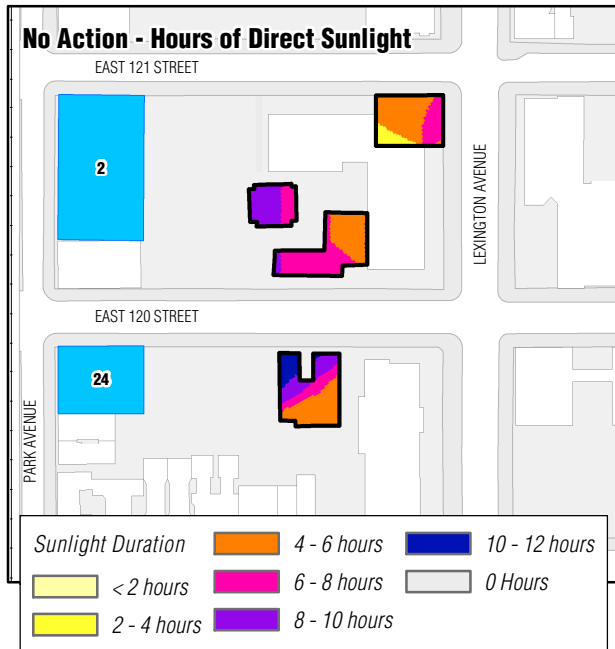 No Action - Hours of Direct Sunlight
EAST 121 STREET
2
LEXINGTON AVENUE
EAST 120 STREET
24
PARK AVENUE
Sunlight Duration
< 2 hours
2 - 4 hours
4 - 6 hours
6 - 8 hours
8 - 10 hours
10 - 12 hours
0 Hours